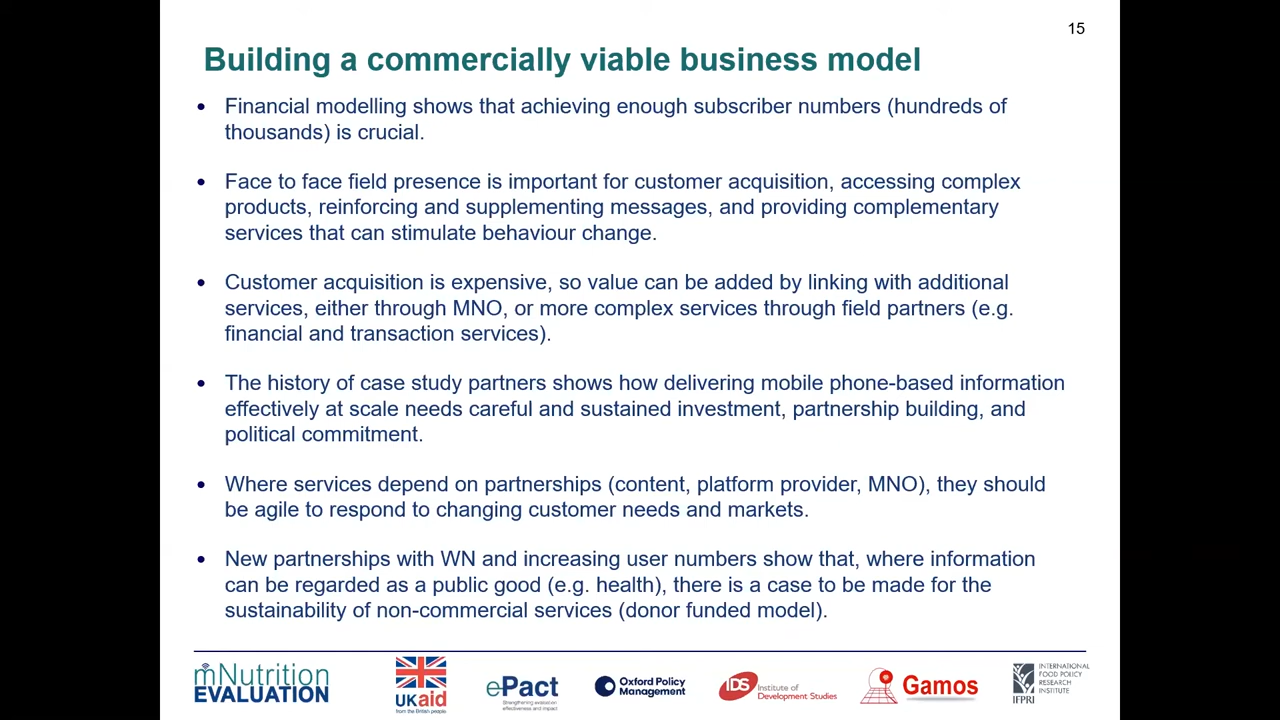 15
Building a commercially viable business model
• Financial modelling shows that achieving enough subscriber numbers (hundreds of
thousands) is crucial.
• Face to face field presence is important for customer acquisition, accessing complex
products, reinforcing and supplementing messages, and providing complementary
services that can stimulate behaviour change.
• Customer acquisition is expensive, so value can be added by linking with additional
services, either through MNO, or more complex services through field partners (e.g.
financial and transaction services).
• The history of case study partners shows how delivering mobile phone-based information
effectively at scale needs careful and sustained investment, partnership building, and
political commitment.
• Where services depend on partnerships (content, platform provider, MNO), they should
be agile to respond to changing customer needs and markets.
• New partnerships with WN and increasing user numbers show that, where information
can be regarded as a public good (e.g. health), there is a case to be made for the
sustainability of non-commercial services (donor funded model).
mNutrition
EVALUATION
UKaid
from the British people
ePact
Strengthening evaluation
effectiveness and impact
Oxford Policy
Management
IDS
Institute of
Development Studies
Gamos
IFPRI
INTERNATIONAL
FOOD POLICY
RESEARCH
INSTITUTE